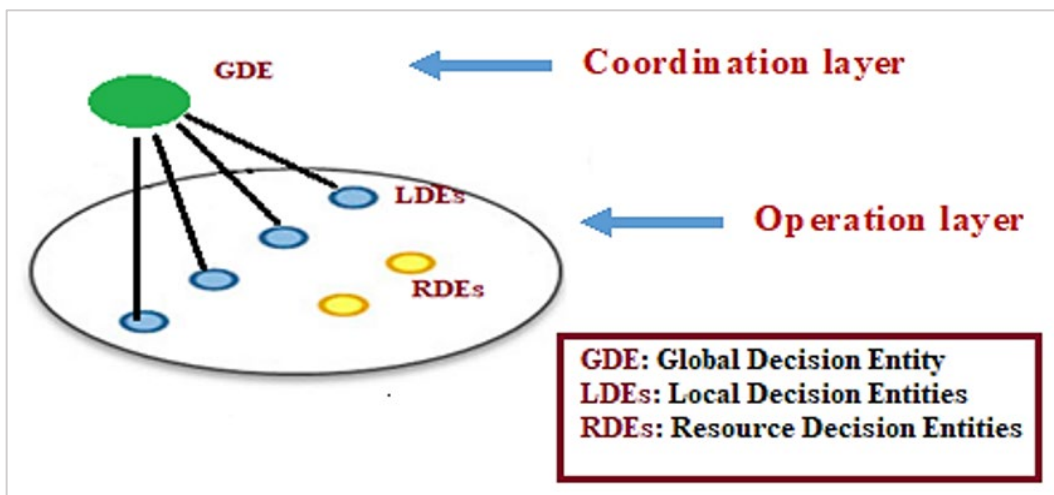 GDE
Coordination layer
LDEs
Operation layer
RDEs
GDE: Global Decision Entity
LDEs: Local Decision Entities
RDEs: Resource Decision Entities